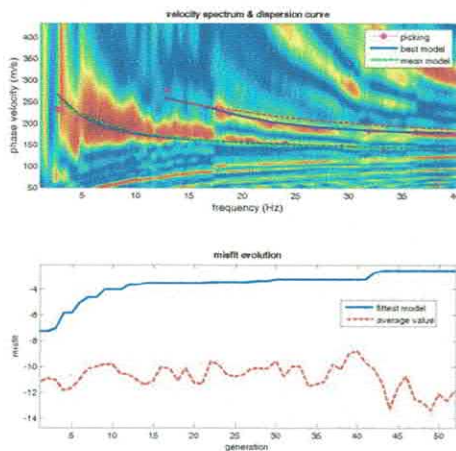 velocity spectrum & dispersion curve
phase velocity (m/s)
400
350
300
250
200
150
100
50
picking
best model
mean model
5 10 15 20 25 30 35 40
frequency (Hz)
misfit evolution
misfit
-4
-6
-8
-10
-12
-14
fittest model
average value
5 10 15 20 25 30 35 40 45 50
generation